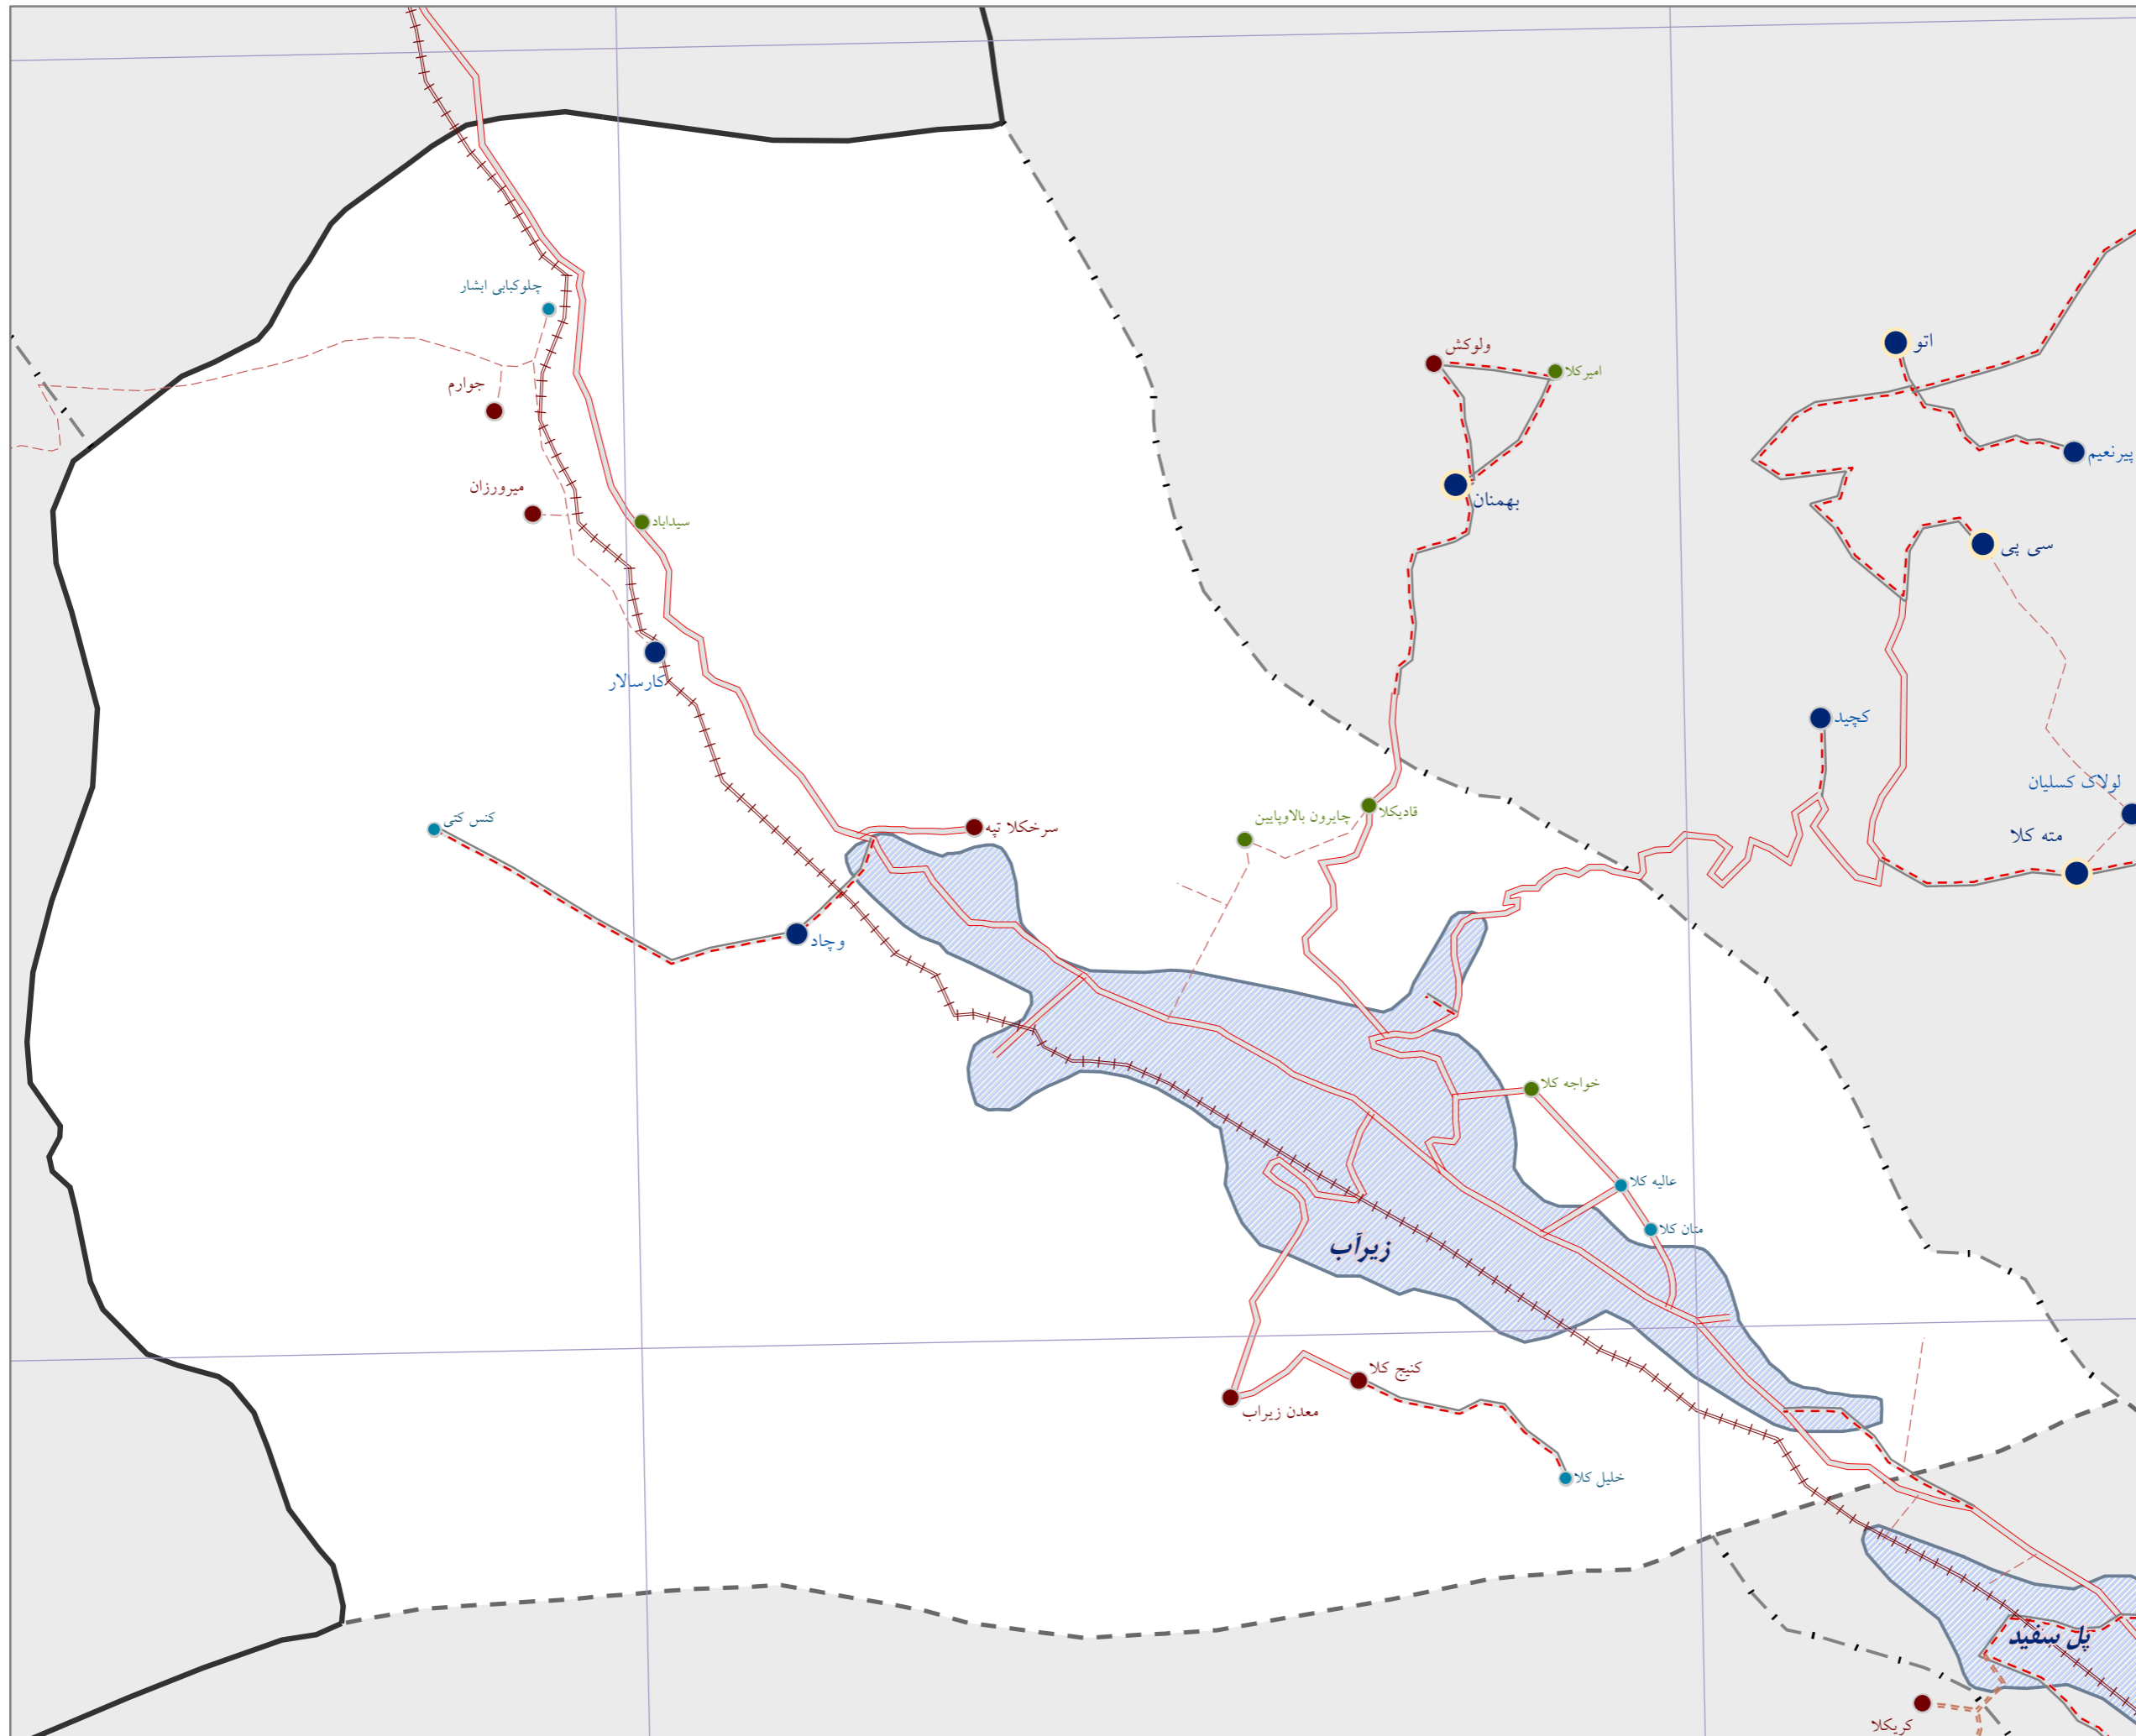 چلوکبابی ابشار
ولوکش
اتو
امیرکلا
جوارم
پیرنعیم
میرورزان
بهمنان
سیداباد
سی پی
کارسالار
کچید
لولاک کسلیان
کنس کتی
سرخکلا تپه
چایرون بالاوپایین
قادیکلا
مته کلا
وچاد
خواجه کلا
عالیه کلا
متان کلا
زیرآب
کنیج کلا
معدن زیراب
خلیل کلا
پل سفید
کریکلا